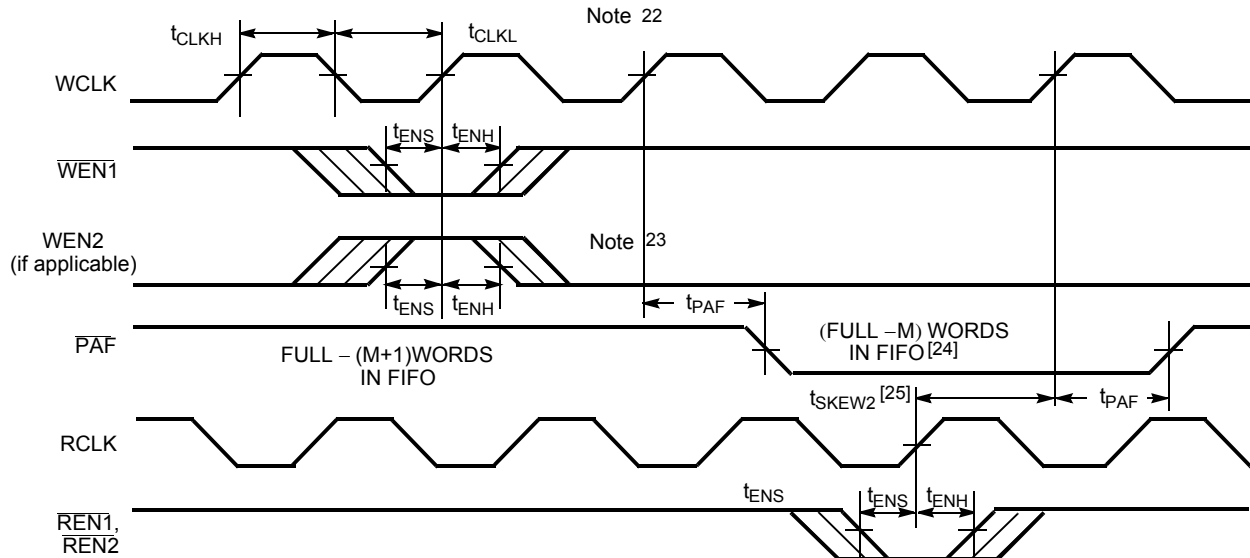 Note 22
tCLKH
tCLKL
WCLK
tENS
tENH
WEN1
WEN2
(if applicable)
Note 23
tENS
tENH
tPAF
PAF
FULL – (M+1)WORDS
IN FIFO
(FULL –M) WORDS
IN FIFO[24]
tSKEW2 [25]
tPAF
RCLK
tENS
tENS
tENH
REN1,
REN2